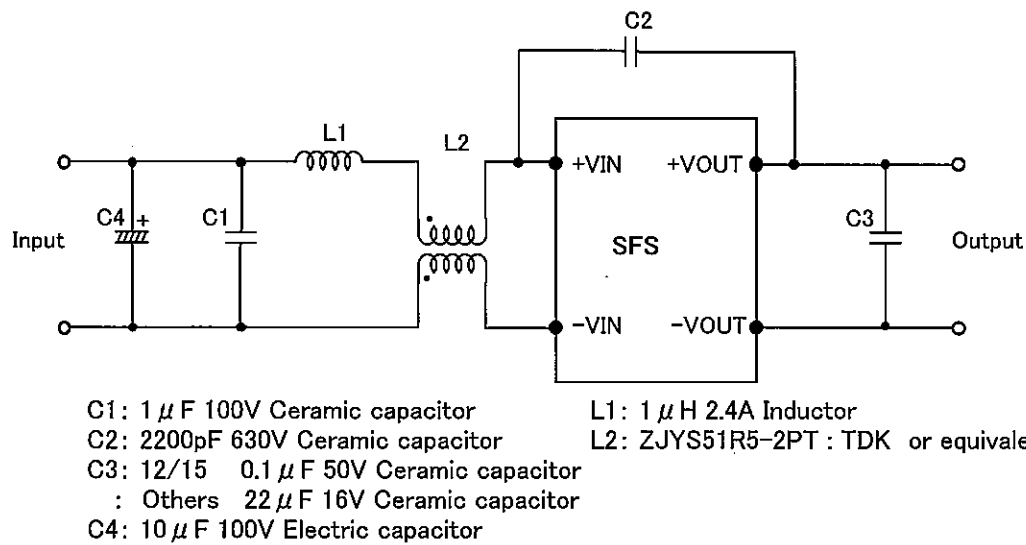 C2
L1
L2
+VIN
+VOUT
C4 +
C1
C3
Input
SFS
Output
-VIN
-VOUT
C1: 1μF 100V Ceramic capacitor
C2: 2200pF 630V Ceramic capacitor
C3: 12/15 0.1μF 50V Ceramic capacitor
: Others 22μF 16V Ceramic capacitor
C4: 10μF 100V Electric capacitor
L1: 1μH 2.4A Inductor
L2: ZJYS51R5-2PT : TDK or equivale